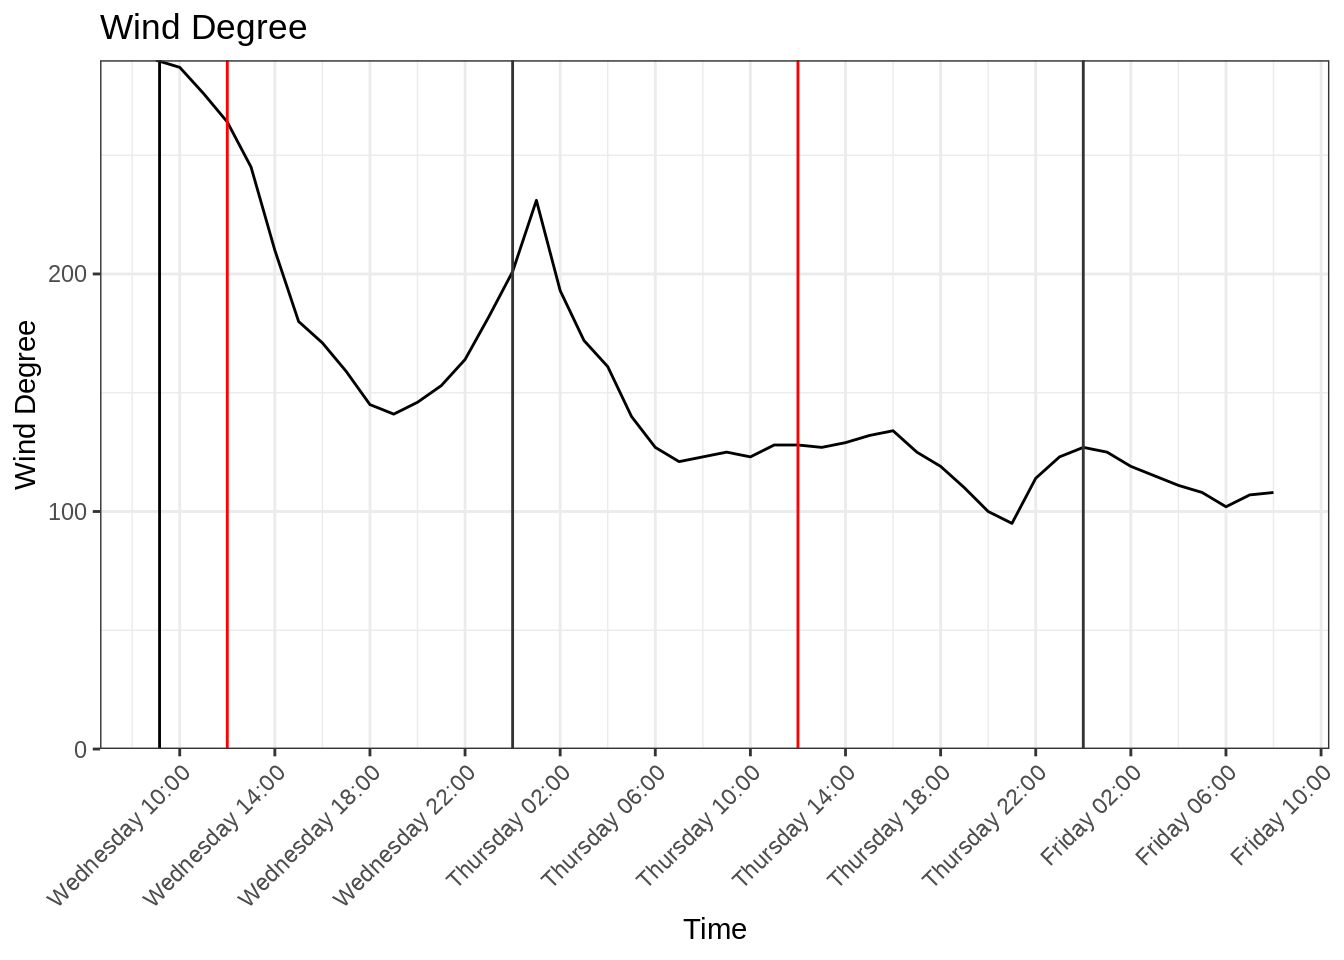 Wind Degree
Wind Degree
200
100
0
Wednesday 10:00
Wednesday 14:00
Wednesday 18:00
Wednesday 22:00
Thursday 02:00
Thursday 06:00
Thursday 10:00
Thursday 14:00
Thursday 18:00
Thursday 22:00
Friday 02:00
Friday 06:00
Friday 10:00
Time